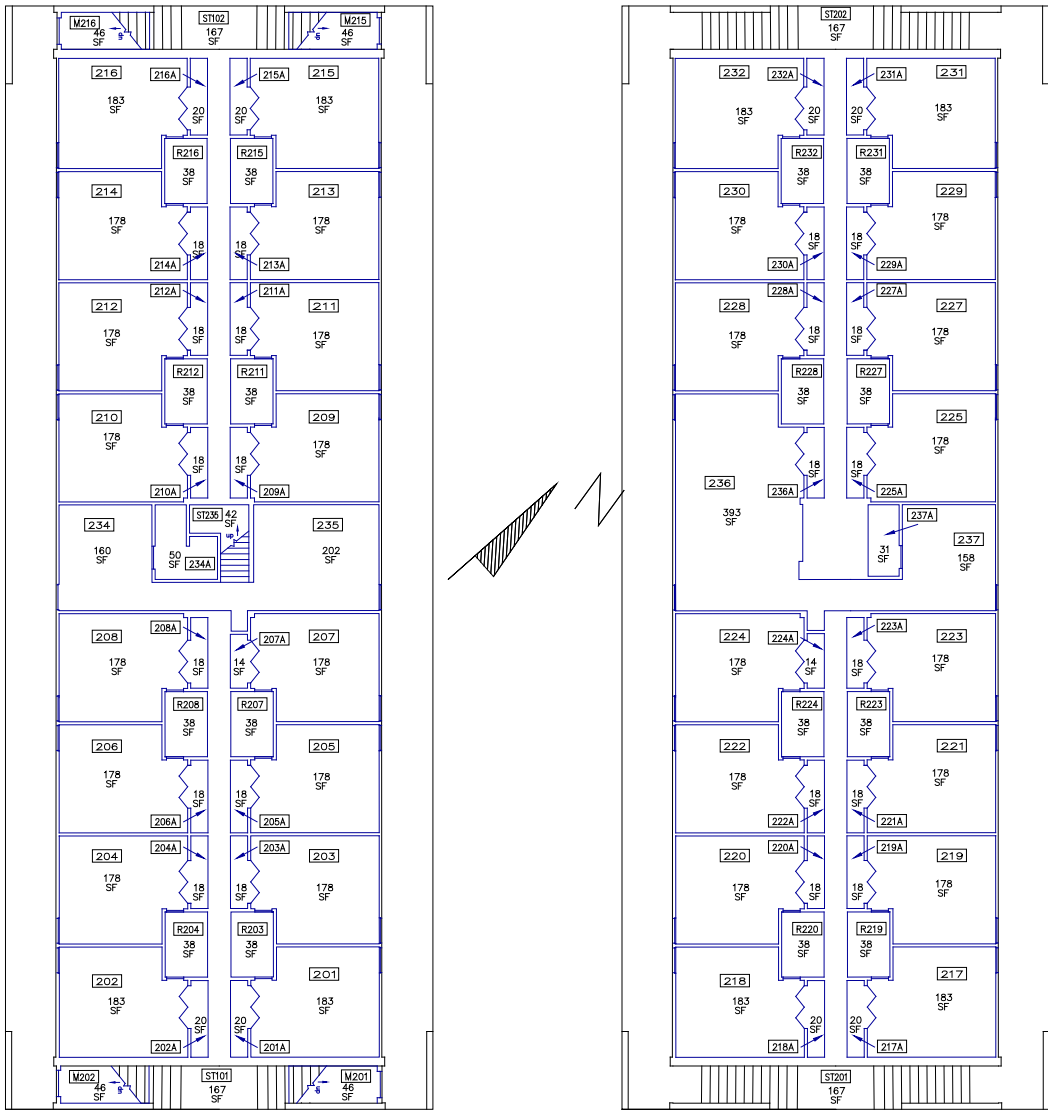 M216
46
SF
up
ST102
167
SF
M215
46
SF
up
216
183
SF
216A
20
SF
215A
20
SF
215
183
SF
R216
38
SF
R215
38
SF
214
178
SF
18
SF
214A
18
SF
213A
213
178
SF
212
178
SF
212A
18
SF
211A
18
SF
211
178
SF
R212
38
SF
R211
38
SF
210
178
SF
18
SF
210A
18
SF
209A
209
178
SF
234
160
SF
50
SF
234A
ST235
42
SF
up
235
202
SF
208
178
SF
208A
18
SF
207A
14
SF
207
178
SF
R208
38
SF
R207
38
SF
206
178
SF
18
SF
206A
18
SF
205A
205
178
SF
204
178
SF
204A
18
SF
203A
18
SF
203
178
SF
R204
38
SF
R203
38
SF
202
183
SF
20
SF
202A
20
SF
201A
201
183
SF
M202
46
SF
up
ST101
167
SF
M201
46
SF
up
N
ST202
167
SF
232
183
SF
232A
20
SF
231A
20
SF
231
183
SF
R232
38
SF
R231
38
SF
230
178
SF
18
SF
230A
18
SF
229A
229
178
SF
228
178
SF
228A
18
SF
227A
18
SF
227
178
SF
R228
38
SF
R227
38
SF
236
393
SF
18
SF
236A
18
SF
225A
225
178
SF
237A
31
SF
237
158
SF
224
178
SF
224A
14
SF
223A
18
SF
223
178
SF
R224
38
SF
R223
38
SF
222
178
SF
18
SF
222A
18
SF
221A
221
178
SF
220
178
SF
220A
18
SF
219A
18
SF
219
178
SF
R220
38
SF
R219
38
SF
218
183
SF
20
SF
218A
20
SF
217A
217
183
SF
ST201
167
SF